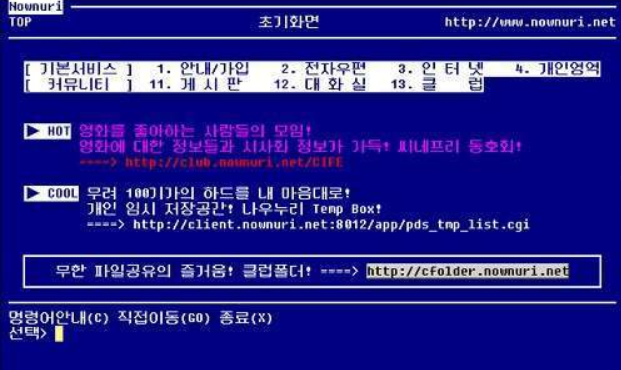 Nownuri
TOP 초기화면 http://www.nownuri.net
[ 기본서비스 ] 1. 안내/가입 2. 전자우편 3. 인 터 넷 4. 개인영역
[ 커뮤니티 ] 11. 게 시 판 12. 대 화 실 13. 클 럽
▶ HOT 영화를 좋아하는 사람들의 모임!
영화에 대한 정보들과 시사회 정보가 가득! 씨네프리 동호회!
----> http://club.nownuri.net/CIFE
▶ COOL 무려 100기가의 하드를 내 마음대로!
개인 임시 저장공간! 나우누리 Temp Box!
----> http://client.nownuri.net:8012/app/pds_tmp_list.cgi
무한 파일공유의 즐거움! 클럽폴더! ----> http://cfolder.nownuri.net
명령어안내(C) 직접이동(GO) 종료(X)
선택>